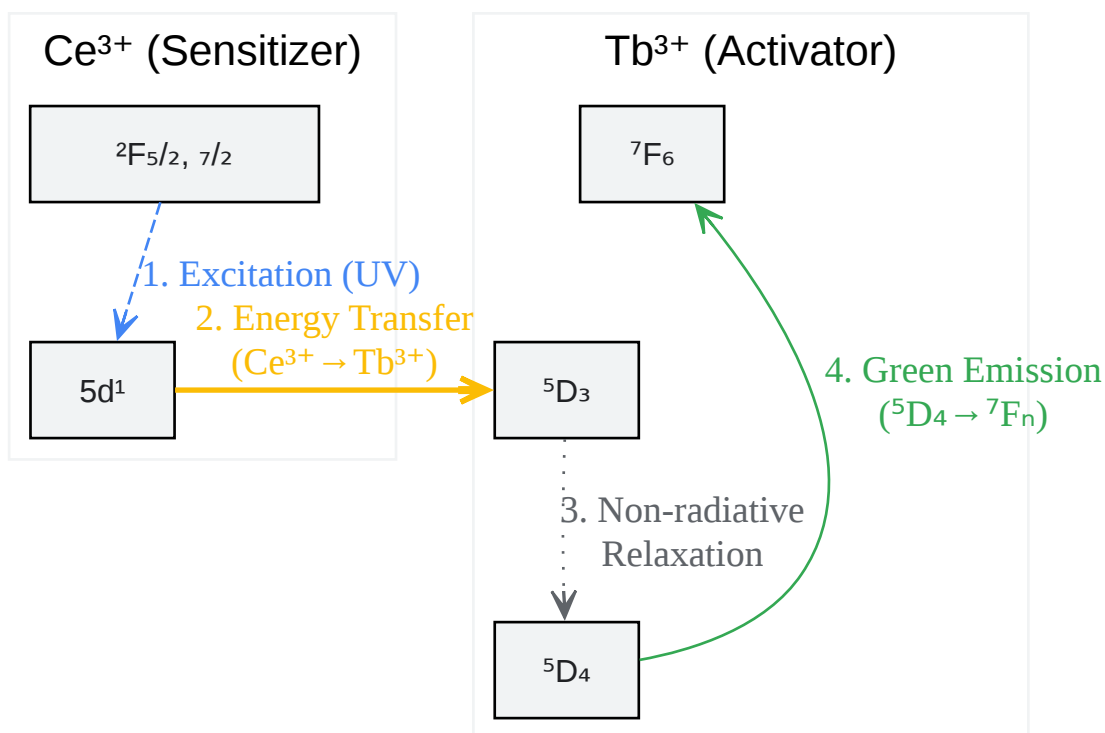 Ce³⁺ (Sensitizer)
Tb³⁺ (Activator)
²F₅/₂, ₇/₂
⁷F₆
1. Excitation (UV)
2. Energy Transfer
(Ce³⁺→Tb³⁺)
5d¹
⁵D₃
4. Green Emission
(⁵D₄→⁷Fₙ)
3. Non-radiative
Relaxation
⁵D₄